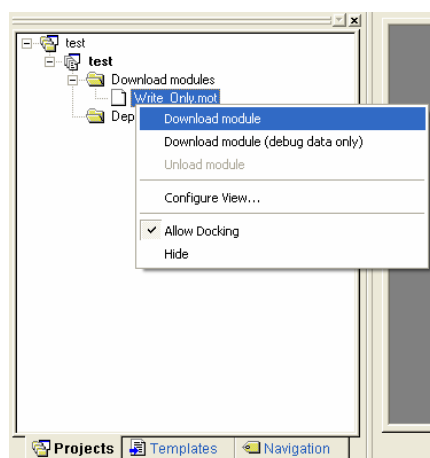 test
test
Download modules
Write_Only.mot
Dep
Download module
Download module (debug data only)
Unload module
Configure View...
Allow Docking
Hide
Projects
Templates
Navigation